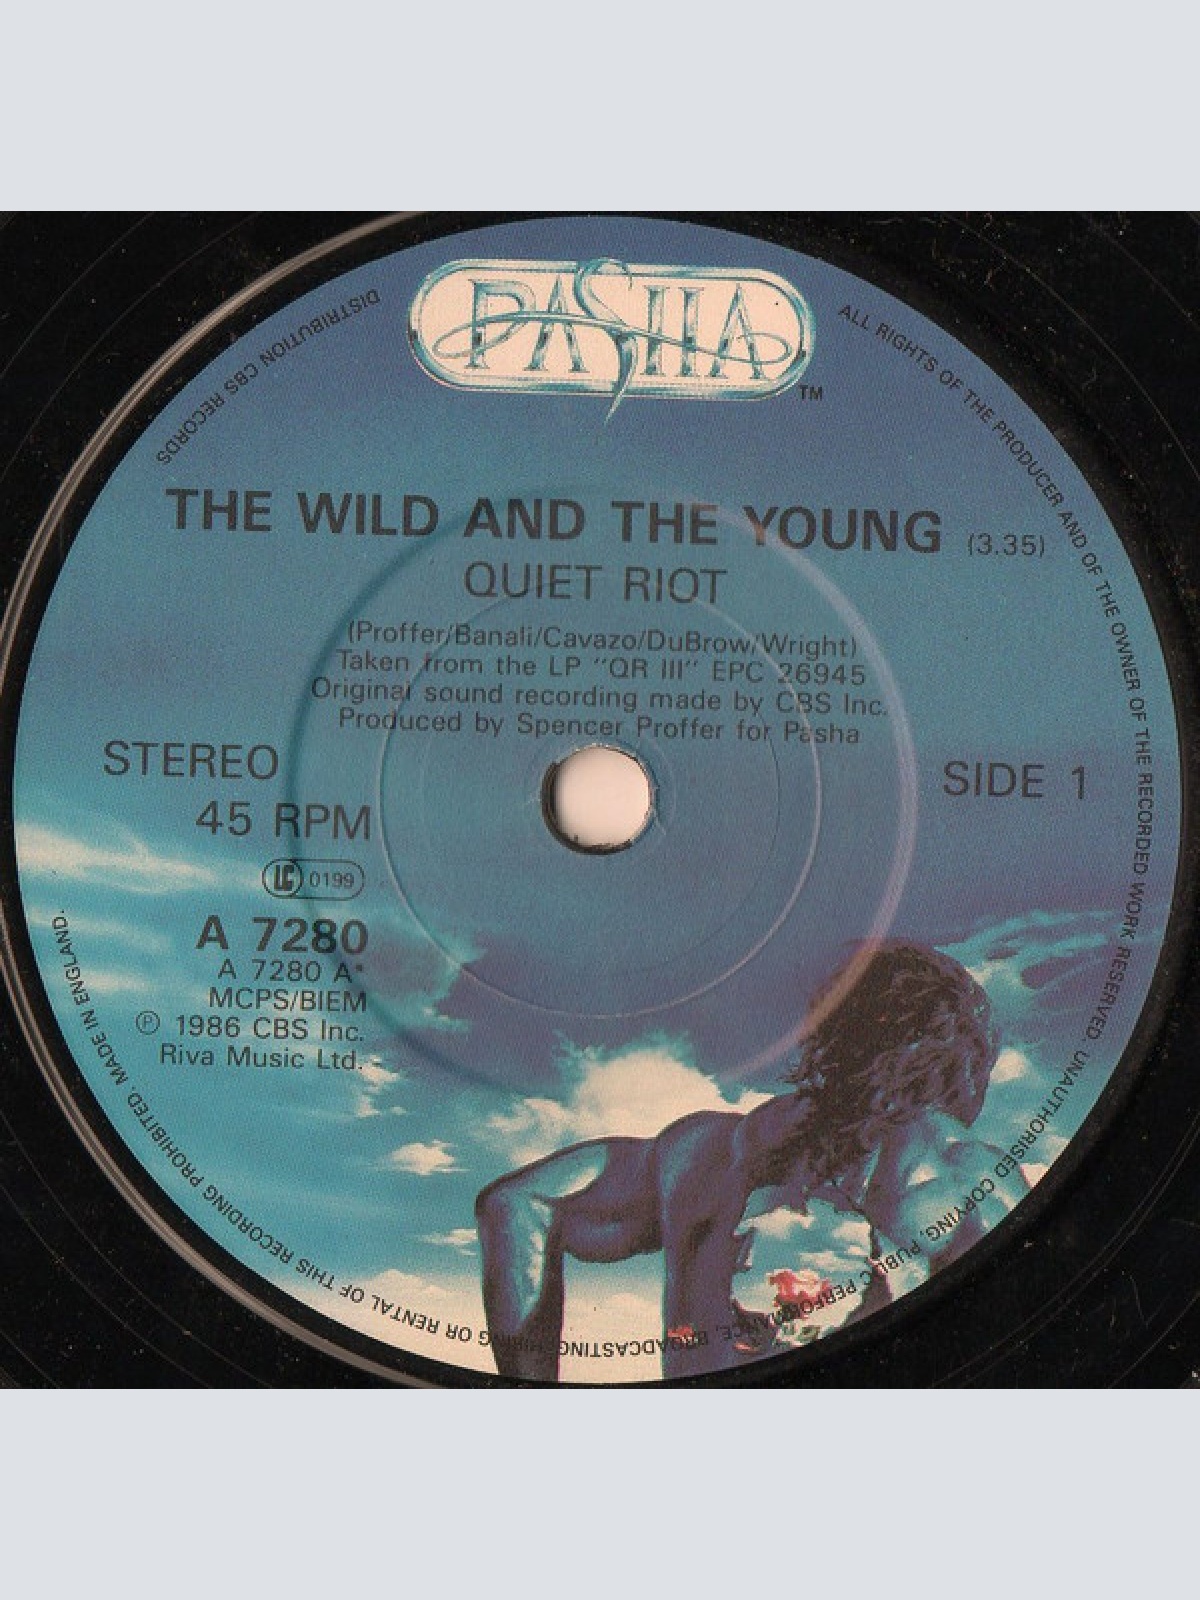 PASHA
TM
DISTRIBUTION CBS RECORDS
ALL RIGHTS OF THE PRODUCER AND OF THE OWNER OF THE RECORDED WORK RESERVED. UNAUTHORISED COPYING, PUBLIC PERFORMANCE, BROADCASTING, HIRING OR RENTAL OF THIS RECORDING PROHIBITED. MADE IN ENGLAND.
THE WILD AND THE YOUNG (3.35)
QUIET RIOT
(Proffer/Banali/Cavazo/DuBrow/Wright)
Taken from the LP "QR III" EPC 26945
Original sound recording made by CBS Inc.
Produced by Spencer Proffer for Pasha
STEREO
SIDE 1
45 RPM
LC 0199
A 7280
A 7280 A*
MCPS/BIEM
℗ 1986 CBS Inc.
Riva Music Ltd.